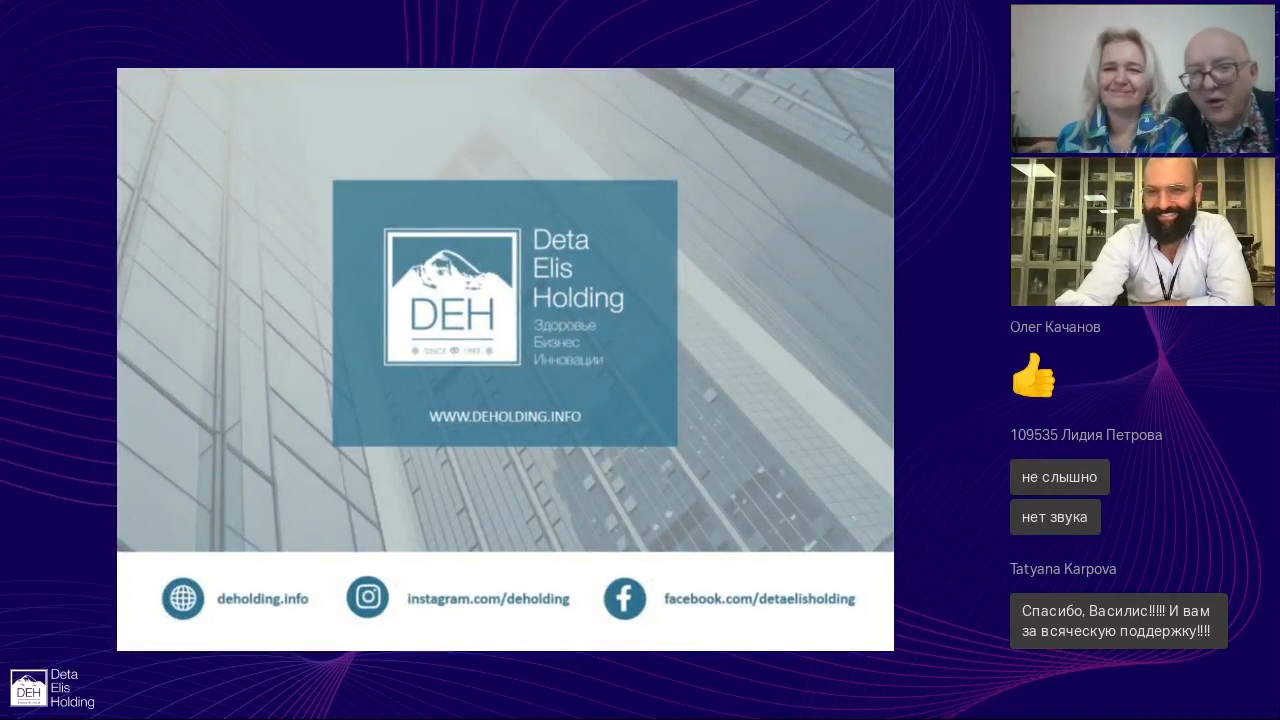 Deta
Elis
Holding
Здоровье
Бизнес
Инновации
DEH
SINCE 1993
WWW.DEHOLDING.INFO
deholding.info
instagram.com/deholding
facebook.com/detaelisholding
Олег Качанов
109535 Лидия Петрова
не слышно
нет звука
Tatyana Karpova
Спасибо, Василис!!!!! И вам
за всяческую поддержку!!!!
DEH
Deta
Elis
Holding